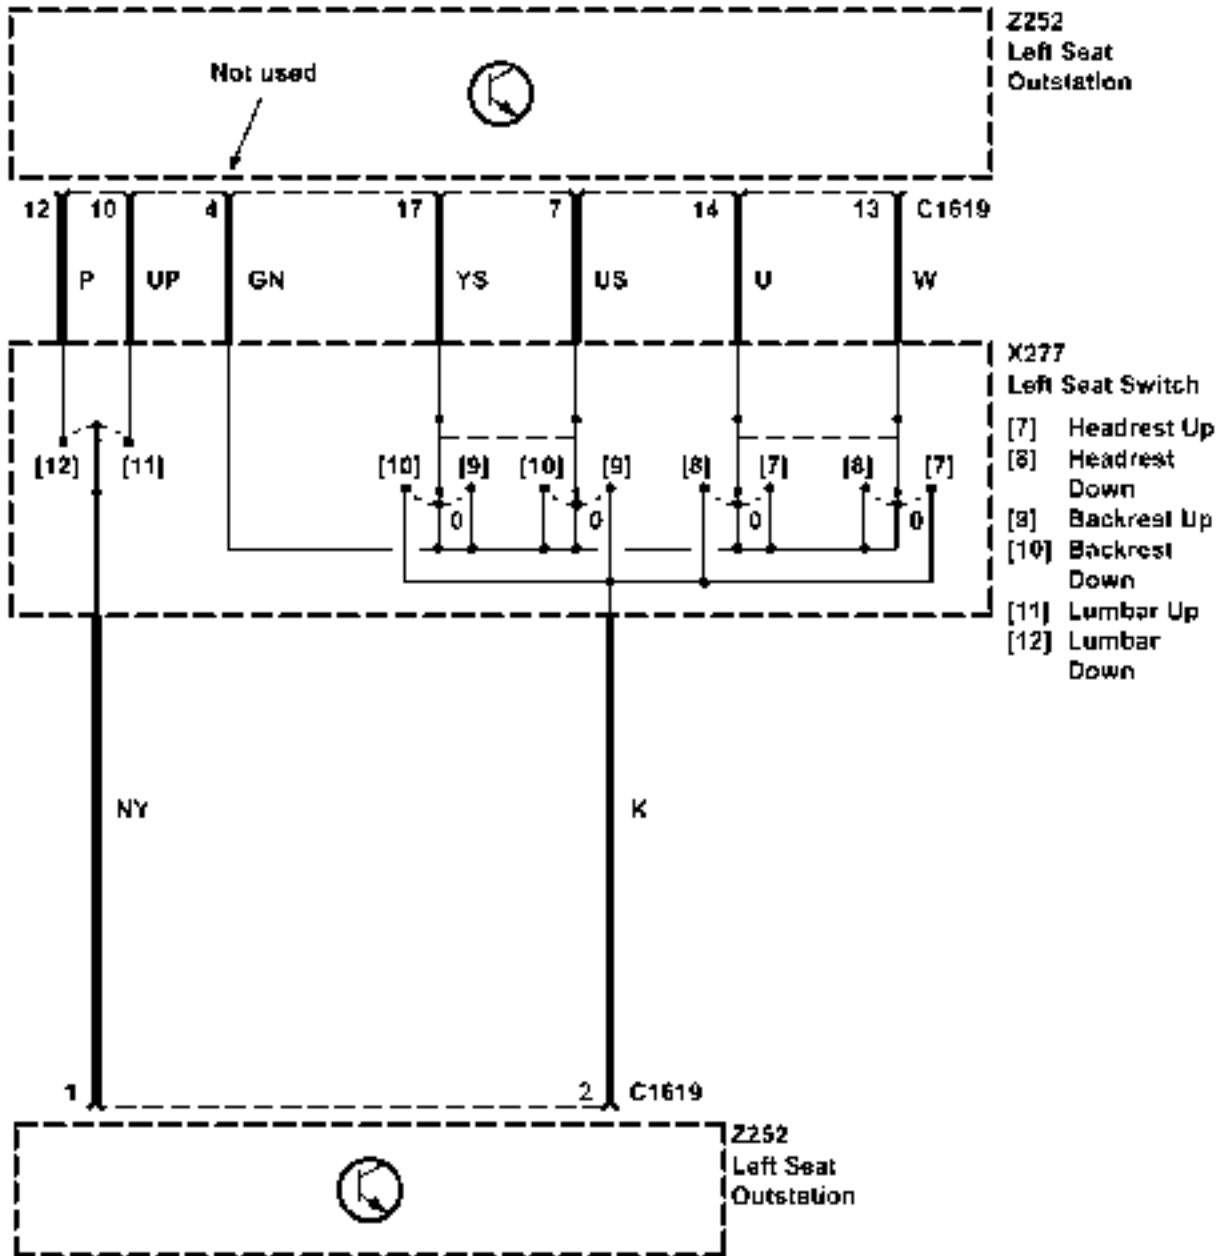 Z252
Left Seat
Outstation
Not used
12 10 4 17 7 14 13 C1619
P UP GN YS US U W
X277
Left Seat Switch
[7] Headrest Up
[8] Headrest
Down
[9] Backrest Up
[10] Backrest
Down
[11] Lumbar Up
[12] Lumbar
Down
[12] [11] [10] [9] [10] [9] [8] [7] [8] [7]
0 0 0 0
NY K
1 2 C1619
Z252
Left Seat
Outstation